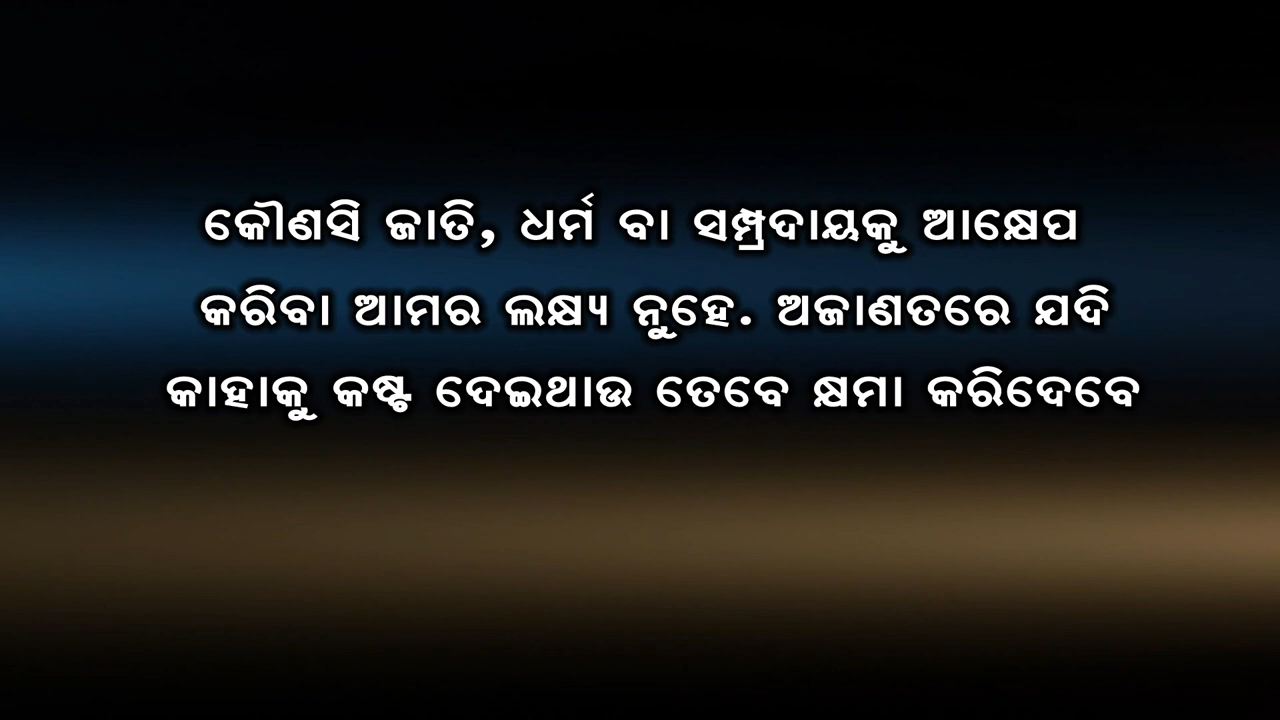 କୌଣସି ଜାତି, ଧର୍ମ ବା ସମ୍ପ୍ରଦାୟକୁ ଆକ୍ଷେପ
କରିବା ଆମର ଲକ୍ଷ୍ୟ ନୁହେ. ଅଜାଣତରେ ଯଦି
କାହାକୁ କଷ୍ଟ ଦେଇଥାଉ ତେବେ କ୍ଷମା କରିଦେବେ